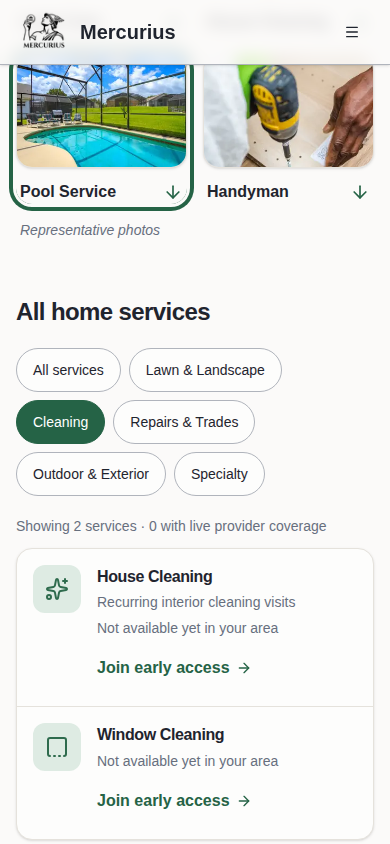 MERCURIUS
Mercurius
Pool Service
Handyman
Representative photos
All home services
All services
Lawn & Landscape
Cleaning
Repairs & Trades
Outdoor & Exterior
Specialty
Showing 2 services · 0 with live provider coverage
House Cleaning
Recurring interior cleaning visits
Not available yet in your area
Join early access
Window Cleaning
Not available yet in your area
Join early access